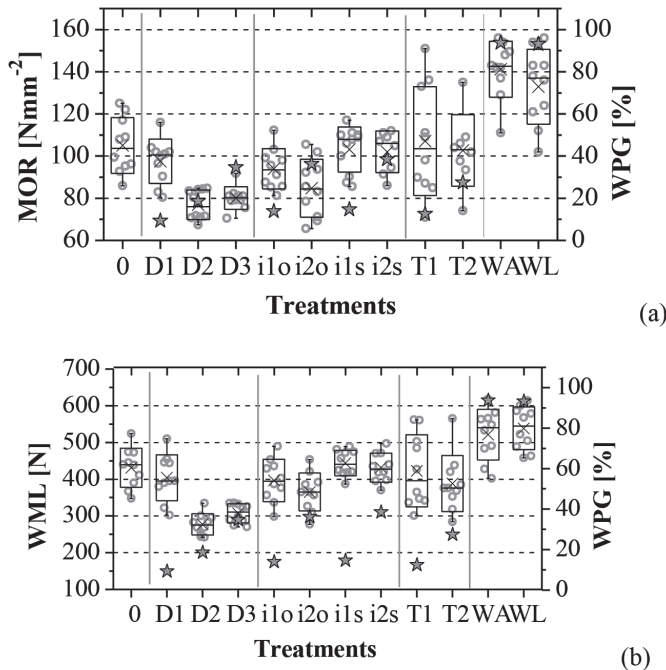 MOR [Nmm⁻²]
160
140
120
100
80
60
100
80
60
40
20
0
WPG [%]
0 D1 D2 D3 i1o i2o i1s i2s T1 T2 WA WL
Treatments
(a)
WML [N]
700
600
500
400
300
200
100
100
80
60
40
20
0
WPG [%]
0 D1 D2 D3 i1o i2o i1s i2s T1 T2 WA WL
Treatments
(b)